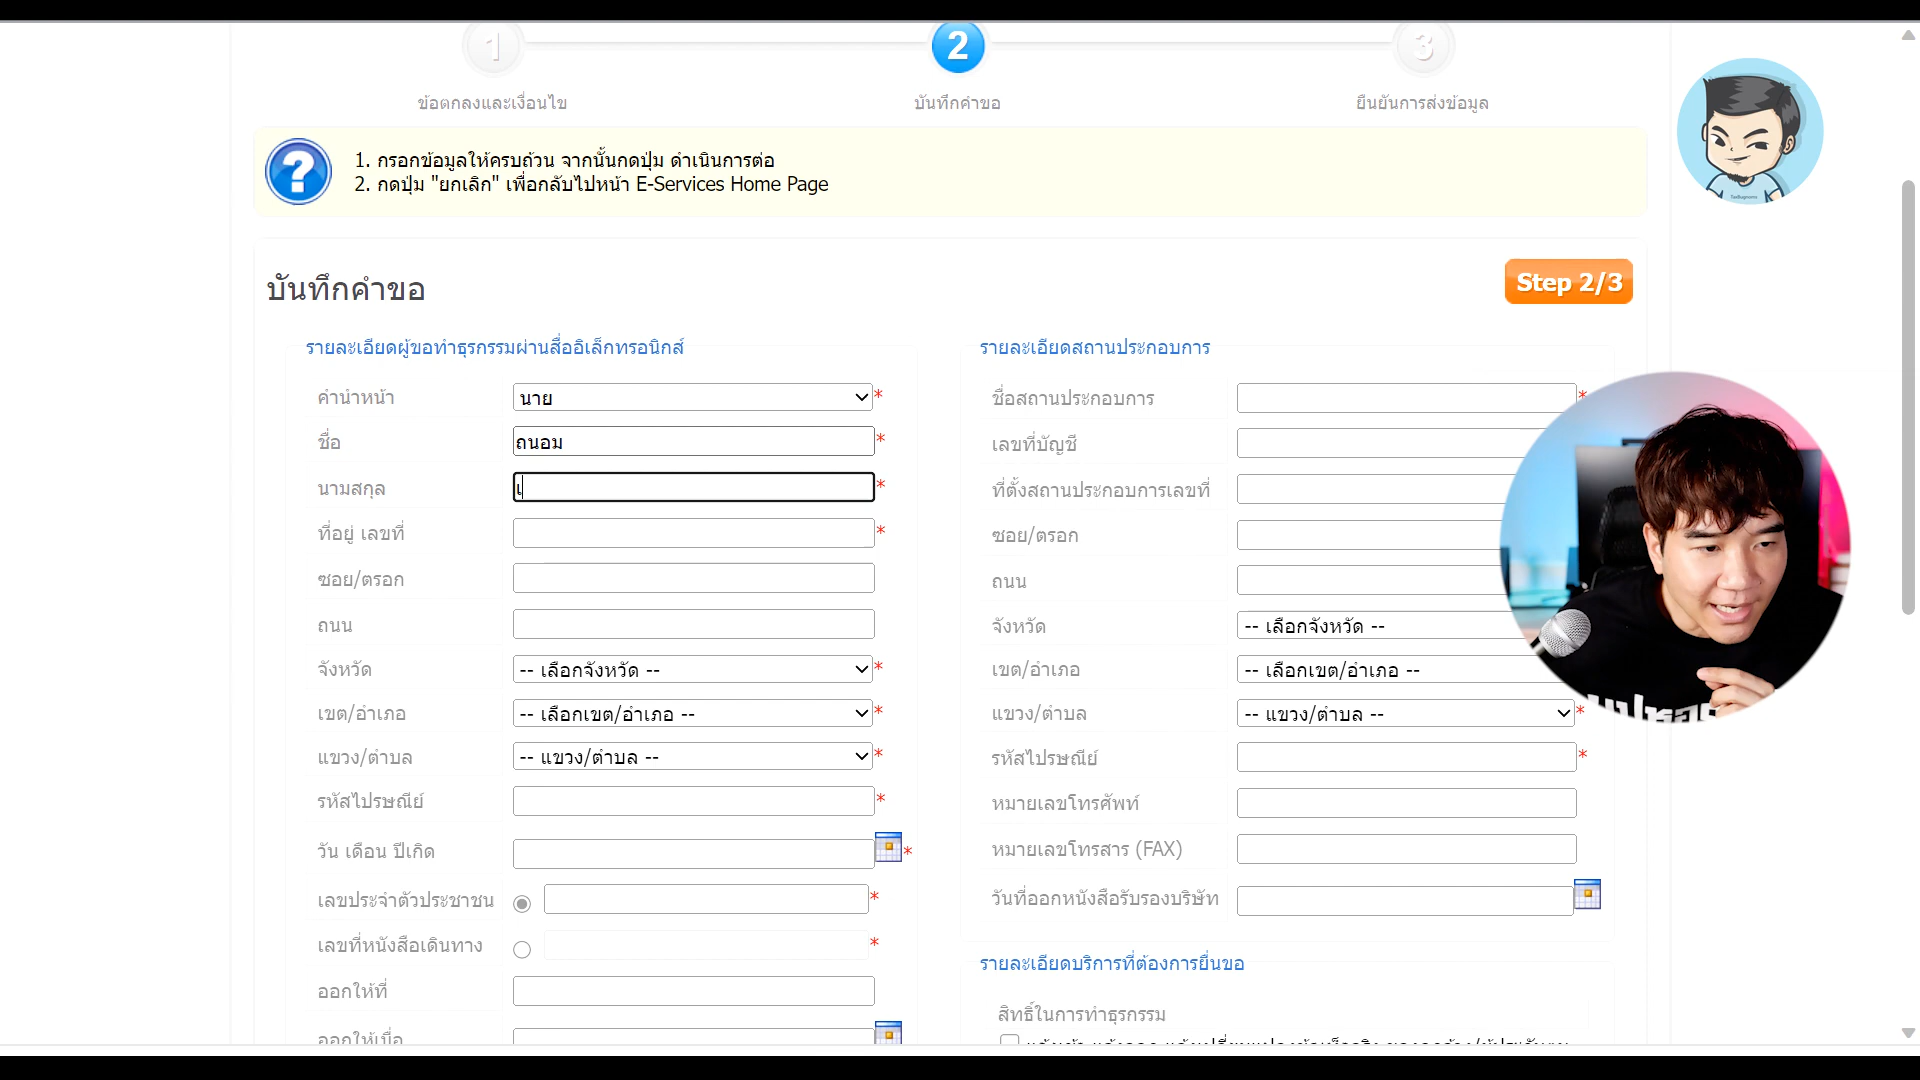 1
2
3
ข้อตกลงและเงื่อนไข
บันทึกคำขอ
ยืนยันการส่งข้อมูล
1. กรอกข้อมูลให้ครบถ้วน จากนั้นกดปุ่ม ดำเนินการต่อ
2. กดปุ่ม "ยกเลิก" เพื่อกลับไปหน้า E-Services Home Page
บันทึกคำขอ
Step 2/3
รายละเอียดผู้ขอทำธุรกรรมผ่านสื่ออิเล็กทรอนิกส์
คำนำหน้า
นาย
*
ชื่อ
ถนอม
*
นามสกุล
เ
*
ที่อยู่ เลขที่
*
ซอย/ตรอก
ถนน
จังหวัด
-- เลือกจังหวัด --
*
เขต/อำเภอ
-- เลือกเขต/อำเภอ --
*
แขวง/ตำบล
-- แขวง/ตำบล --
*
รหัสไปรษณีย์
*
วัน เดือน ปีเกิด
*
เลขประจำตัวประชาชน
*
เลขที่หนังสือเดินทาง
*
ออกให้ที่
ออกให้เมื่อ
รายละเอียดสถานประกอบการ
ชื่อสถานประกอบการ
*
เลขที่บัญชี
ที่ตั้งสถานประกอบการเลขที่
ซอย/ตรอก
ถนน
จังหวัด
-- เลือกจังหวัด --
เขต/อำเภอ
-- เลือกเขต/อำเภอ --
แขวง/ตำบล
-- แขวง/ตำบล --
*
รหัสไปรษณีย์
*
หมายเลขโทรศัพท์
หมายเลขโทรสาร (FAX)
วันที่ออกหนังสือรับรองบริษัท
รายละเอียดบริการที่ต้องการยื่นขอ
สิทธิ์ในการทำธุรกรรม